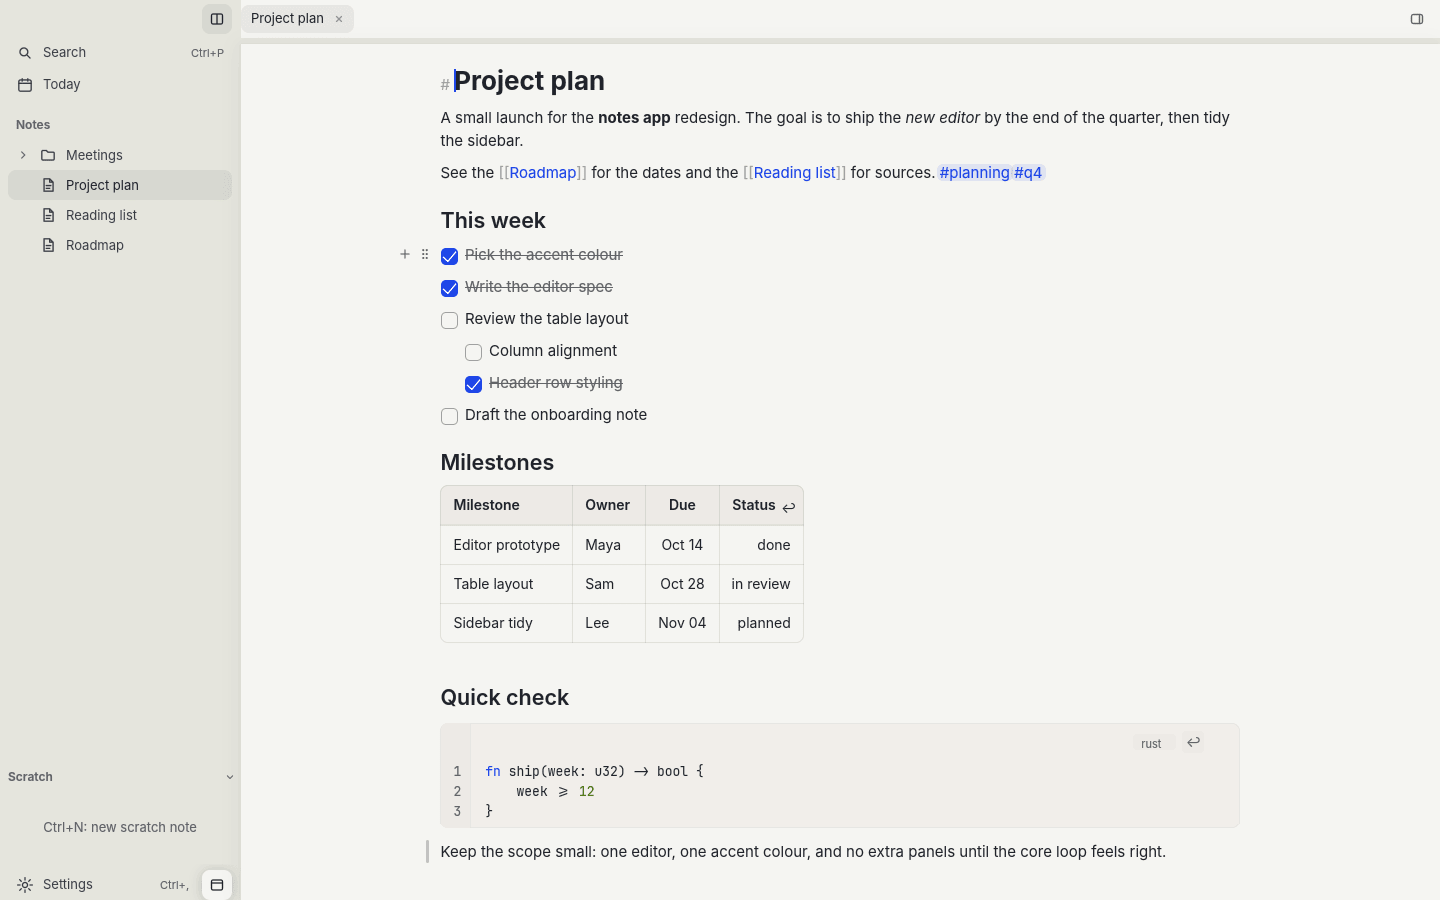 Project plan ×
Search Ctrl+P
Today
Notes
Meetings
Project plan
Reading list
Roadmap
Scratch
Ctrl+N: new scratch note
Settings Ctrl+,
# Project plan
A small launch for the notes app redesign. The goal is to ship the new editor by the end of the quarter, then tidy
the sidebar.
See the [[Roadmap]] for the dates and the [[Reading list]] for sources. #planning #q4
This week
Pick the accent colour
Write the editor spec
Review the table layout
Column alignment
Header row styling
Draft the onboarding note
Milestones
Milestone Owner Due Status
Editor prototype Maya Oct 14 done
Table layout Sam Oct 28 in review
Sidebar tidy Lee Nov 04 planned
Quick check
rust
1 fn ship(week: u32) -> bool {
2 week >= 12
3 }
Keep the scope small: one editor, one accent colour, and no extra panels until the core loop feels right.